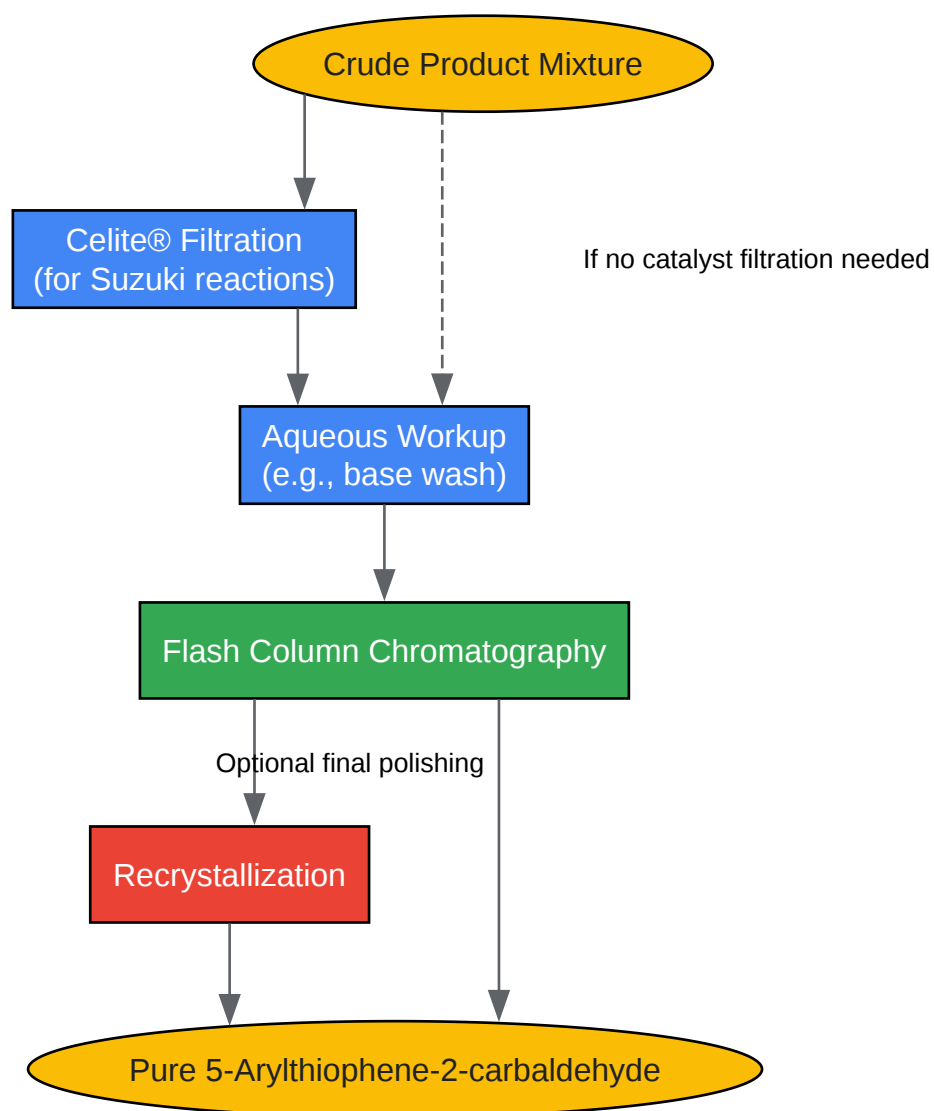 Crude Product Mixture
Celite® Filtration
(for Suzuki reactions)
If no catalyst filtration needed
Aqueous Workup
(e.g., base wash)
Flash Column Chromatography
Optional final polishing
Recrystallization
Pure 5-Arylthiophene-2-carbaldehyde